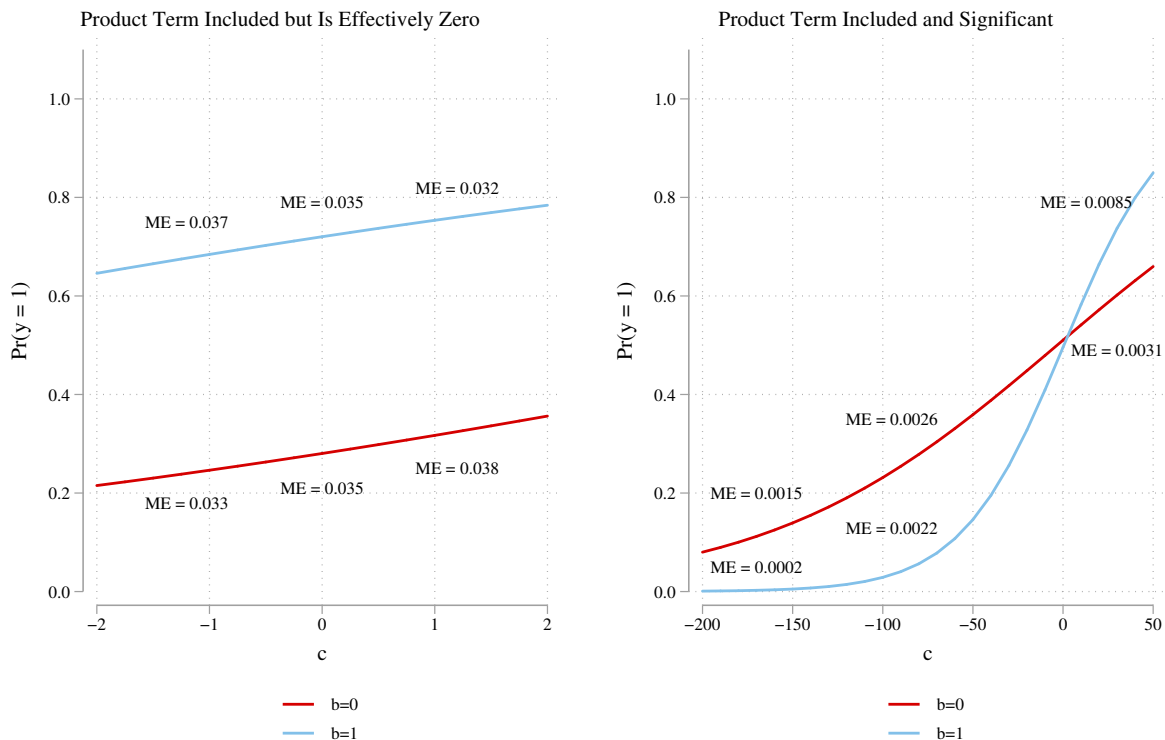 Product Term Included but Is Effectively Zero
Pr(y = 1)
1.0
0.8
0.6
0.4
0.2
0.0
ME = 0.037
ME = 0.035
ME = 0.032
ME = 0.033
ME = 0.035
ME = 0.038
−2
−1
0
1
2
c
b=0
b=1
Product Term Included and Significant
Pr(y = 1)
1.0
0.8
0.6
0.4
0.2
0.0
ME = 0.0085
ME = 0.0031
ME = 0.0026
ME = 0.0015
ME = 0.0022
ME = 0.0002
−200
−150
−100
−50
0
50
c
b=0
b=1